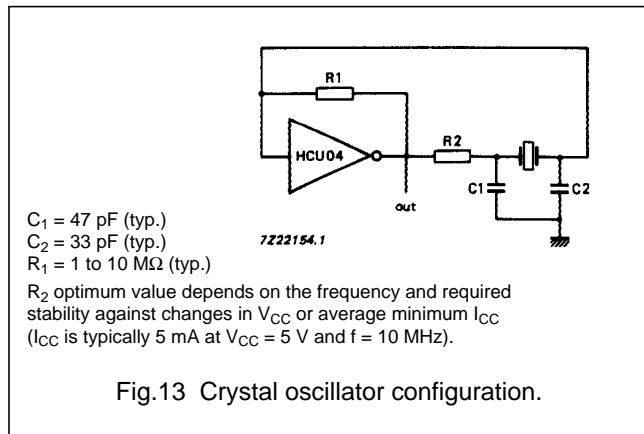 R1
HCU04
R2
C1
C2
out
7Z22154.1
C1 = 47 pF (typ.)
C2 = 33 pF (typ.)
R1 = 1 to 10 MΩ (typ.)
R2 optimum value depends on the frequency and required
stability against changes in VCC or average minimum ICC
(ICC is typically 5 mA at VCC = 5 V and f = 10 MHz).
Fig.13 Crystal oscillator configuration.